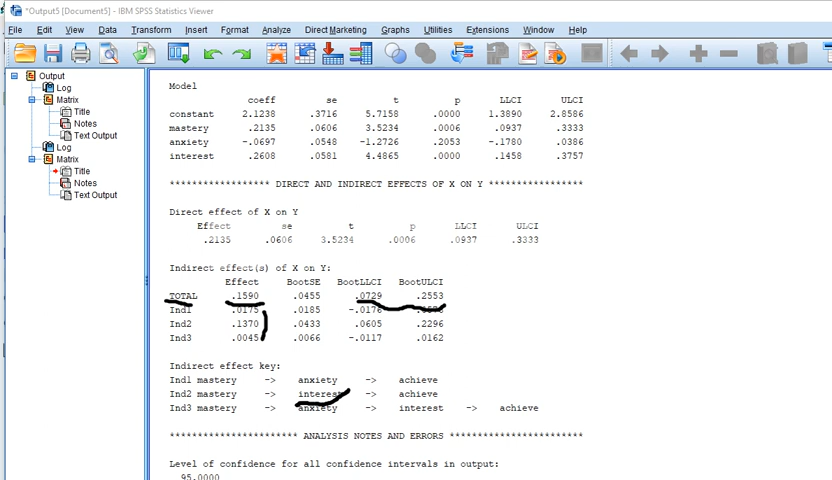 *Output5 [Document5] - IBM SPSS Statistics Viewer
File Edit View Data Transform Insert Format Analyze Direct Marketing Graphs Utilities Extensions Window Help
Output
Log
Matrix
Title
Notes
Text Output
Log
Matrix
Title
Notes
Text Output
Model
coeff se t p LLCI ULCI
constant 2.1238 .3716 5.7158 .0000 1.3890 2.8586
mastery .2135 .0606 3.5234 .0006 .0937 .3333
anxiety -.0697 .0548 -1.2726 .2053 -.1780 .0386
interest .2608 .0581 4.4865 .0000 .1458 .3757
****************** DIRECT AND INDIRECT EFFECTS OF X ON Y *****************
Direct effect of X on Y
Effect se t p LLCI ULCI
.2135 .0606 3.5234 .0006 .0937 .3333
Indirect effect(s) of X on Y:
Effect BootSE BootLLCI BootULCI
TOTAL .1590 .0455 .0729 .2553
Ind1 .0175 .0185 -.0176
Ind2 .1370 .0433 .0605 .2296
Ind3 .0045 .0066 -.0117 .0162
Indirect effect key:
Ind1 mastery -> anxiety -> achieve
Ind2 mastery -> interest -> achieve
Ind3 mastery -> anxiety -> interest -> achieve
*********************** ANALYSIS NOTES AND ERRORS ************************
Level of confidence for all confidence intervals in output:
95.0000